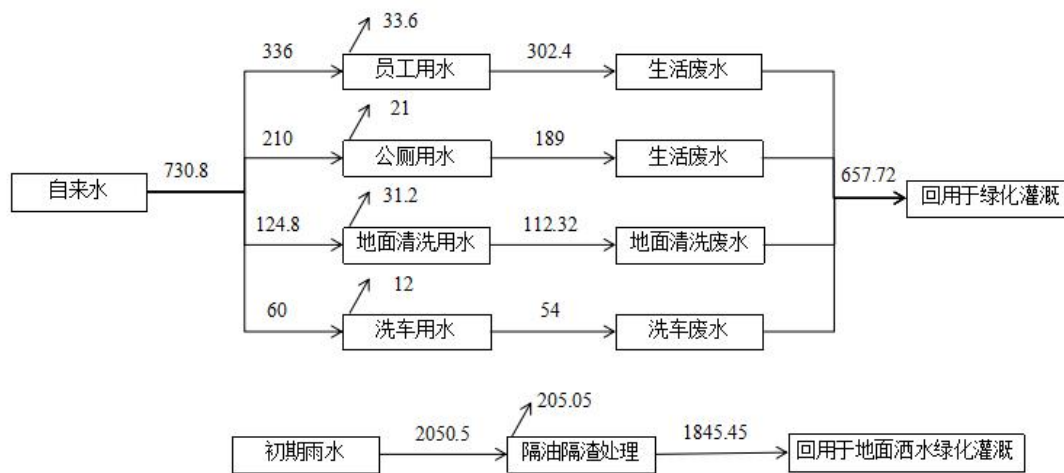 33.6
336
员工用水
302.4
生活废水
21
210
公厕用水
189
生活废水
自来水
730.8
657.72
回用于绿化灌溉
31.2
124.8
地面清洗用水
112.32
地面清洗废水
12
60
洗车用水
54
洗车废水
205.05
初期雨水
2050.5
隔油隔渣处理
1845.45
回用于地面洒水绿化灌溉